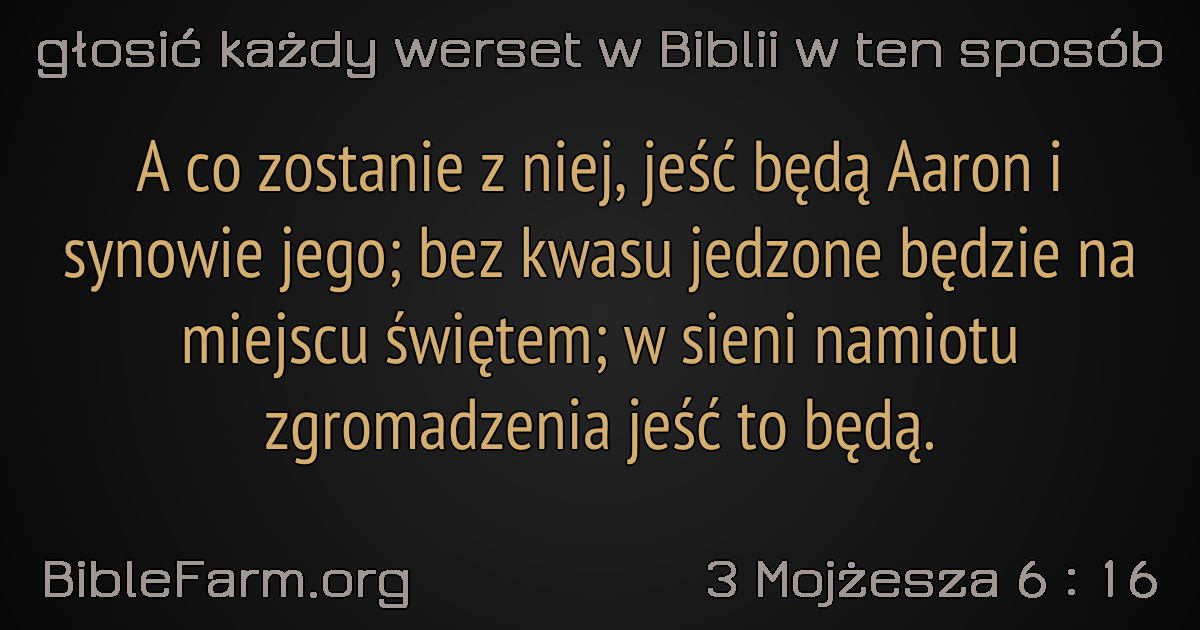 głosić każdy werset w Biblii w ten sposób
A co zostanie z niej, jeść będą Aaron i
synowie jego; bez kwasu jedzone będzie na
miejscu świętem; w sieni namiotu
zgromadzenia jeść to będą.
BibleFarm.org
3 Mojżesza 6 : 16